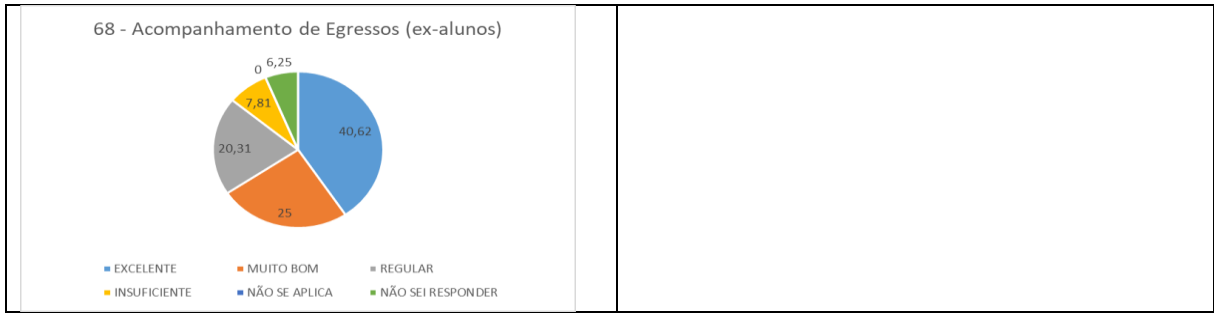 68 - Acompanhamento de Egressos (ex-alunos)
6,25
0
7,81
40,62
20,31
25
EXCELENTE MUITO BOM REGULAR
INSUFICIENTE NÃO SE APLICA NÃO SEI RESPONDER